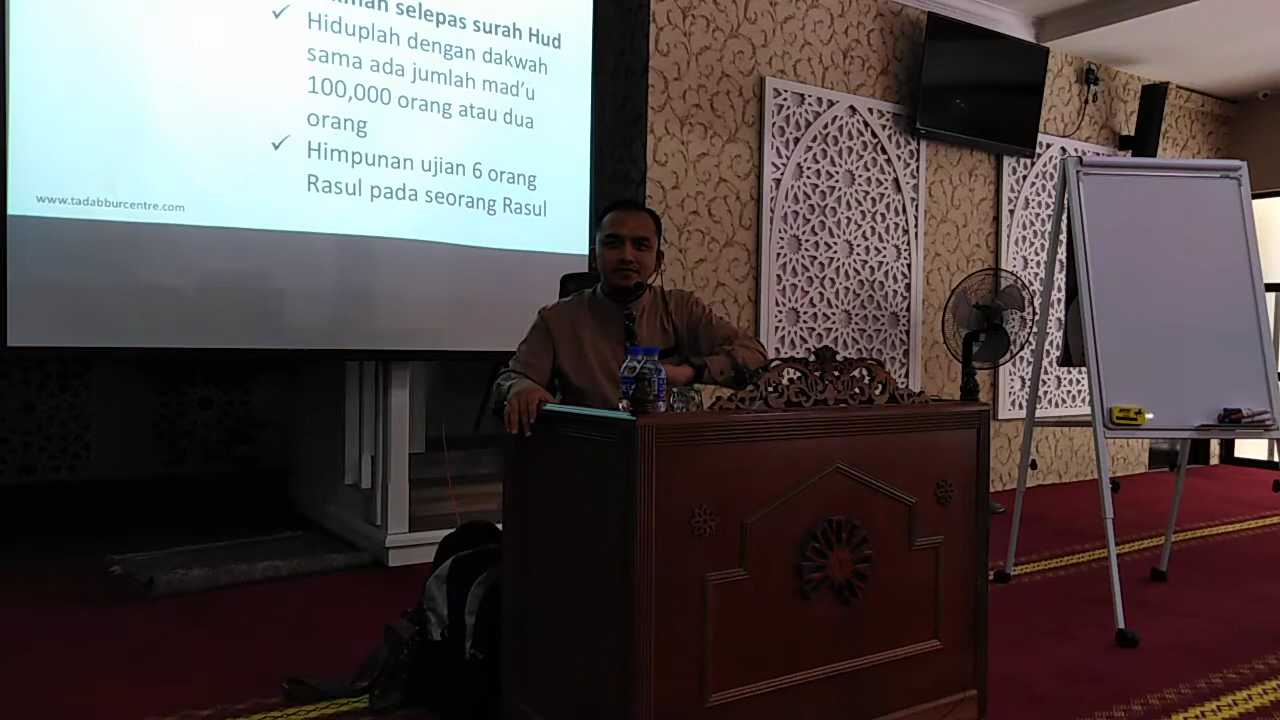 selepas surah Hud
✓ Hiduplah dengan dakwah
sama ada jumlah mad'u
100,000 orang atau dua
orang
✓ Himpunan ujian 6 orang
Rasul pada seorang Rasul
www.tadabburcentre.com